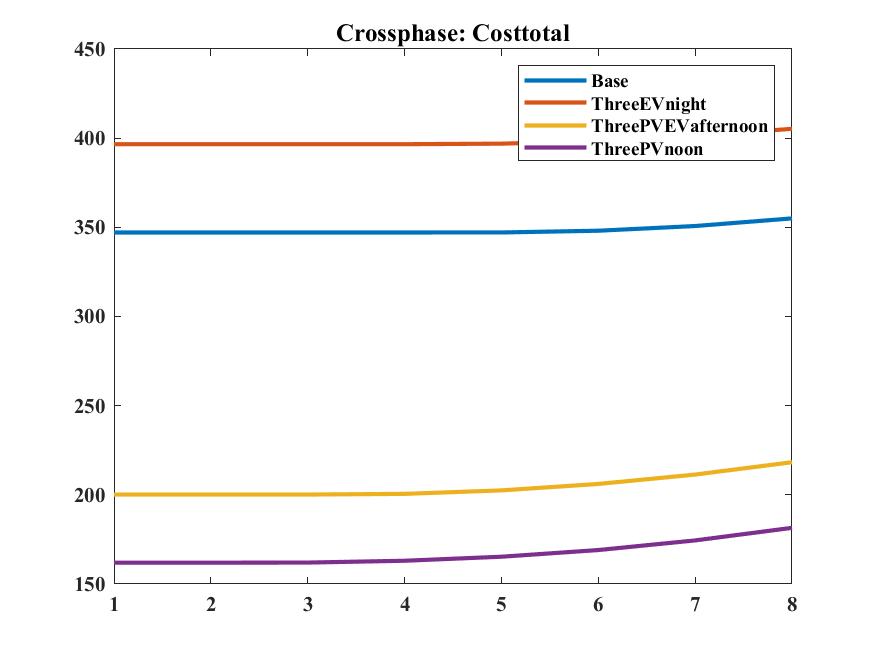 Crossphase: Costtotal
450
400
350
300
250
200
150
Base
ThreeEVnight
ThreePVEVafternoon
ThreePVnoon
1 2 3 4 5 6 7 8